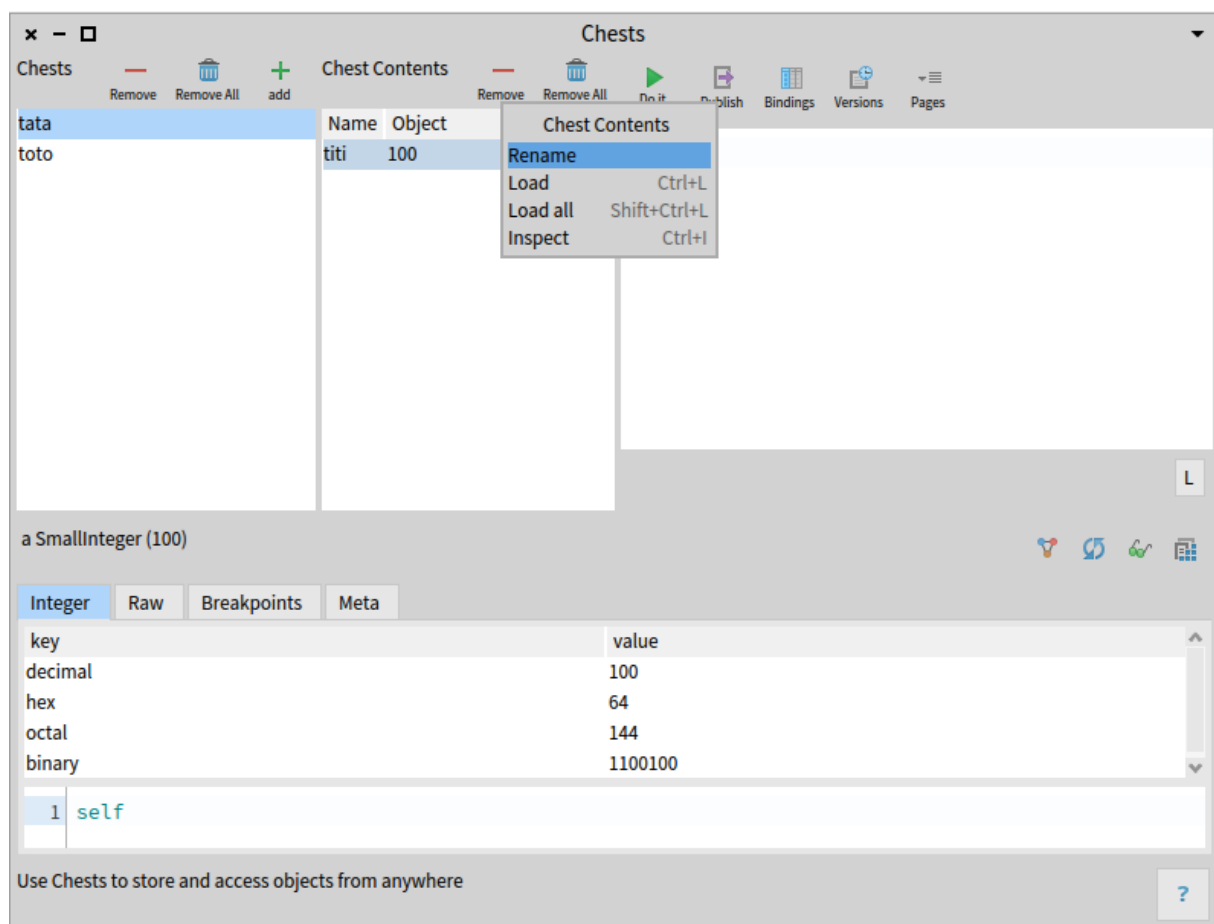 Chests
Chests Remove Remove All add Chest Contents Remove Remove All Do it Publish Bindings Versions Pages
tata
toto
Name Object
titi 100
Chest Contents
Rename
Load Ctrl+L
Load all Shift+Ctrl+L
Inspect Ctrl+I
L
a SmallInteger (100)
Integer Raw Breakpoints Meta
key value
decimal 100
hex 64
octal 144
binary 1100100
1 self
Use Chests to store and access objects from anywhere
?